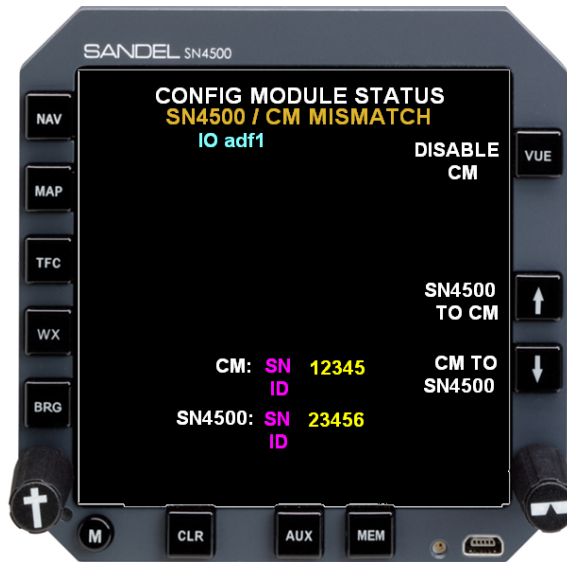 SANDEL SN4500
CONFIG MODULE STATUS
SN4500 / CM MISMATCH
IO adf1
DISABLE
CM
NAV
VUE
MAP
TFC
SN4500
TO CM
WX
CM: SN 12345
ID
CM TO
SN4500
BRG
SN4500: SN 23456
ID
M
CLR
AUX
MEM